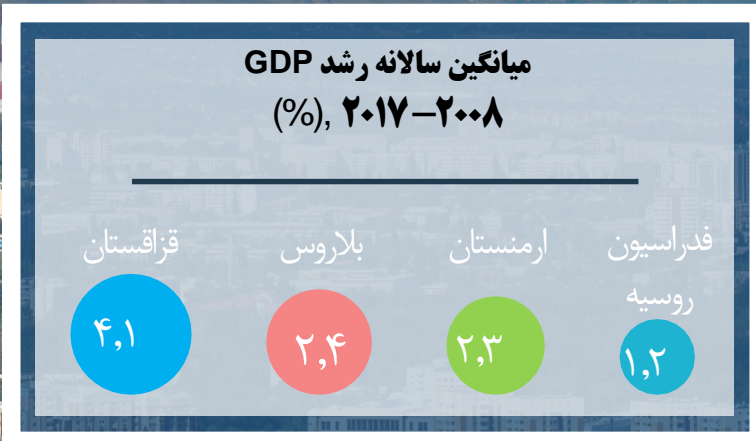 میانگین سالانه رشد GDP
(%), ۲۰۱۷–۲۰۰۸
فدراسیون روسیه
ارمنستان
بلاروس
قزاقستان
۱,۲
۲,۳
۲,۴
۴,۱